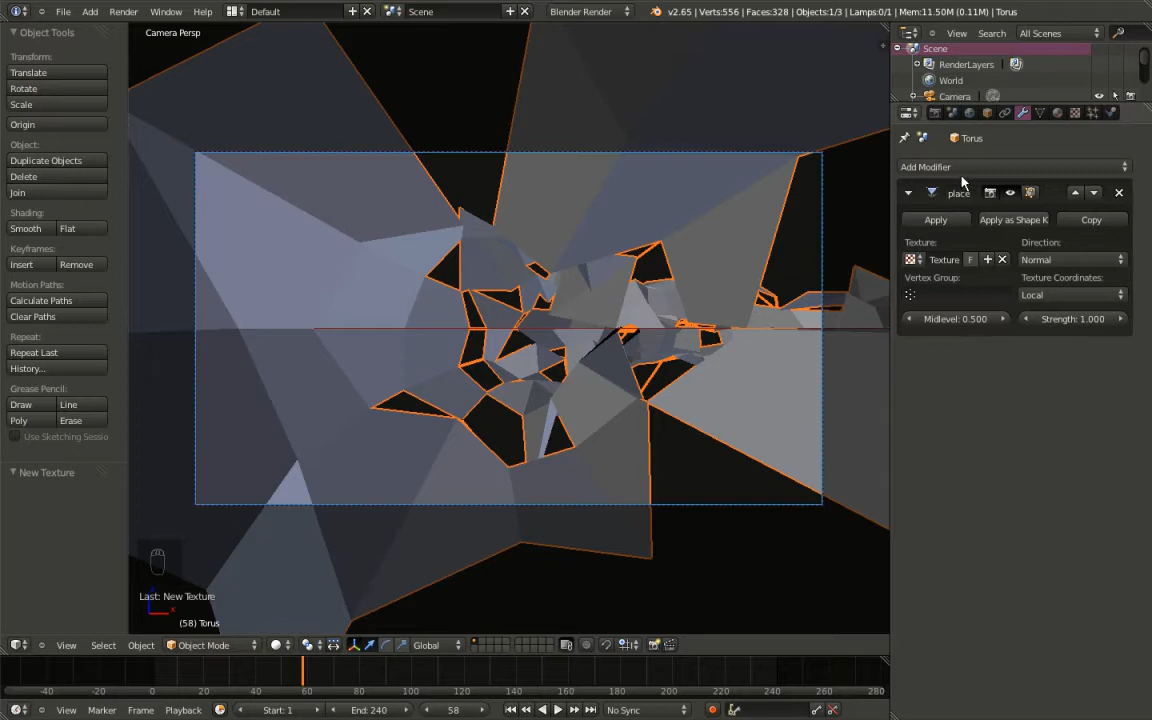 File Add Render Window Help Default Scene Blender Render v2.65 | Verts:556 | Faces:328 | Objects:1/3 | Lamps:0/1 | Mem:11.50M (0.11M) | Torus
Object Tools
Camera Persp
View Search All Scenes
Scene
Transform:
RenderLayers
Translate
World
Rotate
Camera
Scale
Origin
Torus
Object:
Duplicate Objects
Add Modifier
Delete
Join
place
Shading:
Smooth Flat
Apply Apply as Shape K Copy
Keyframes:
Texture: Direction:
Insert Remove
Texture F Normal
Motion Paths:
Vertex Group: Texture Coordinates:
Calculate Paths
Local
Clear Paths
Midlevel: 0.500 Strength: 1.000
Repeat:
Repeat Last
History...
Grease Pencil:
Draw Line
Poly Erase
Use Sketching Sessio
New Texture
Last: New Texture
x
(58) Torus
View Select Object Object Mode Global
-40 -20 0 20 40 60 80 100 120 140 160 180 200 220 240 260 280
View Marker Frame Playback Start: 1 End: 240 58 No Sync